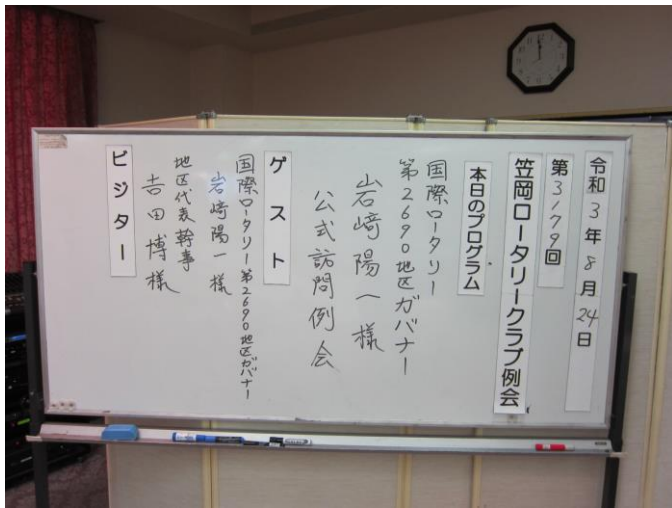 令和3年8月24日
第3179回
笠岡ロータリークラブ例会
本日のプログラム
国際ロータリー
第2690地区ガバナー
岩﨑陽一様
公式訪問例会
ゲスト
国際ロータリー第2690地区ガバナー
岩﨑陽一様
地区代表幹事
吉田博様
ビジター